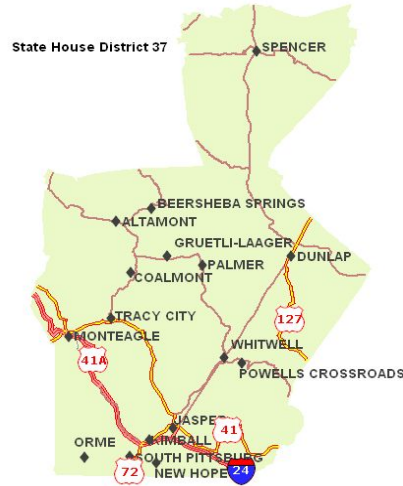 State House District 37
SPENCER
BEERSHEBA SPRINGS
ALTAMONT
GRUETLI-LAAGER
DUNLAP
PALMER
COALMONT
TRACY CITY
127
MONTEAGLE
WHITWELL
41A
POWELLS CROSSROADS
JASPER
41
KIMBALL
ORME
SOUTH PITTSBURG
72
NEW HOPE
24